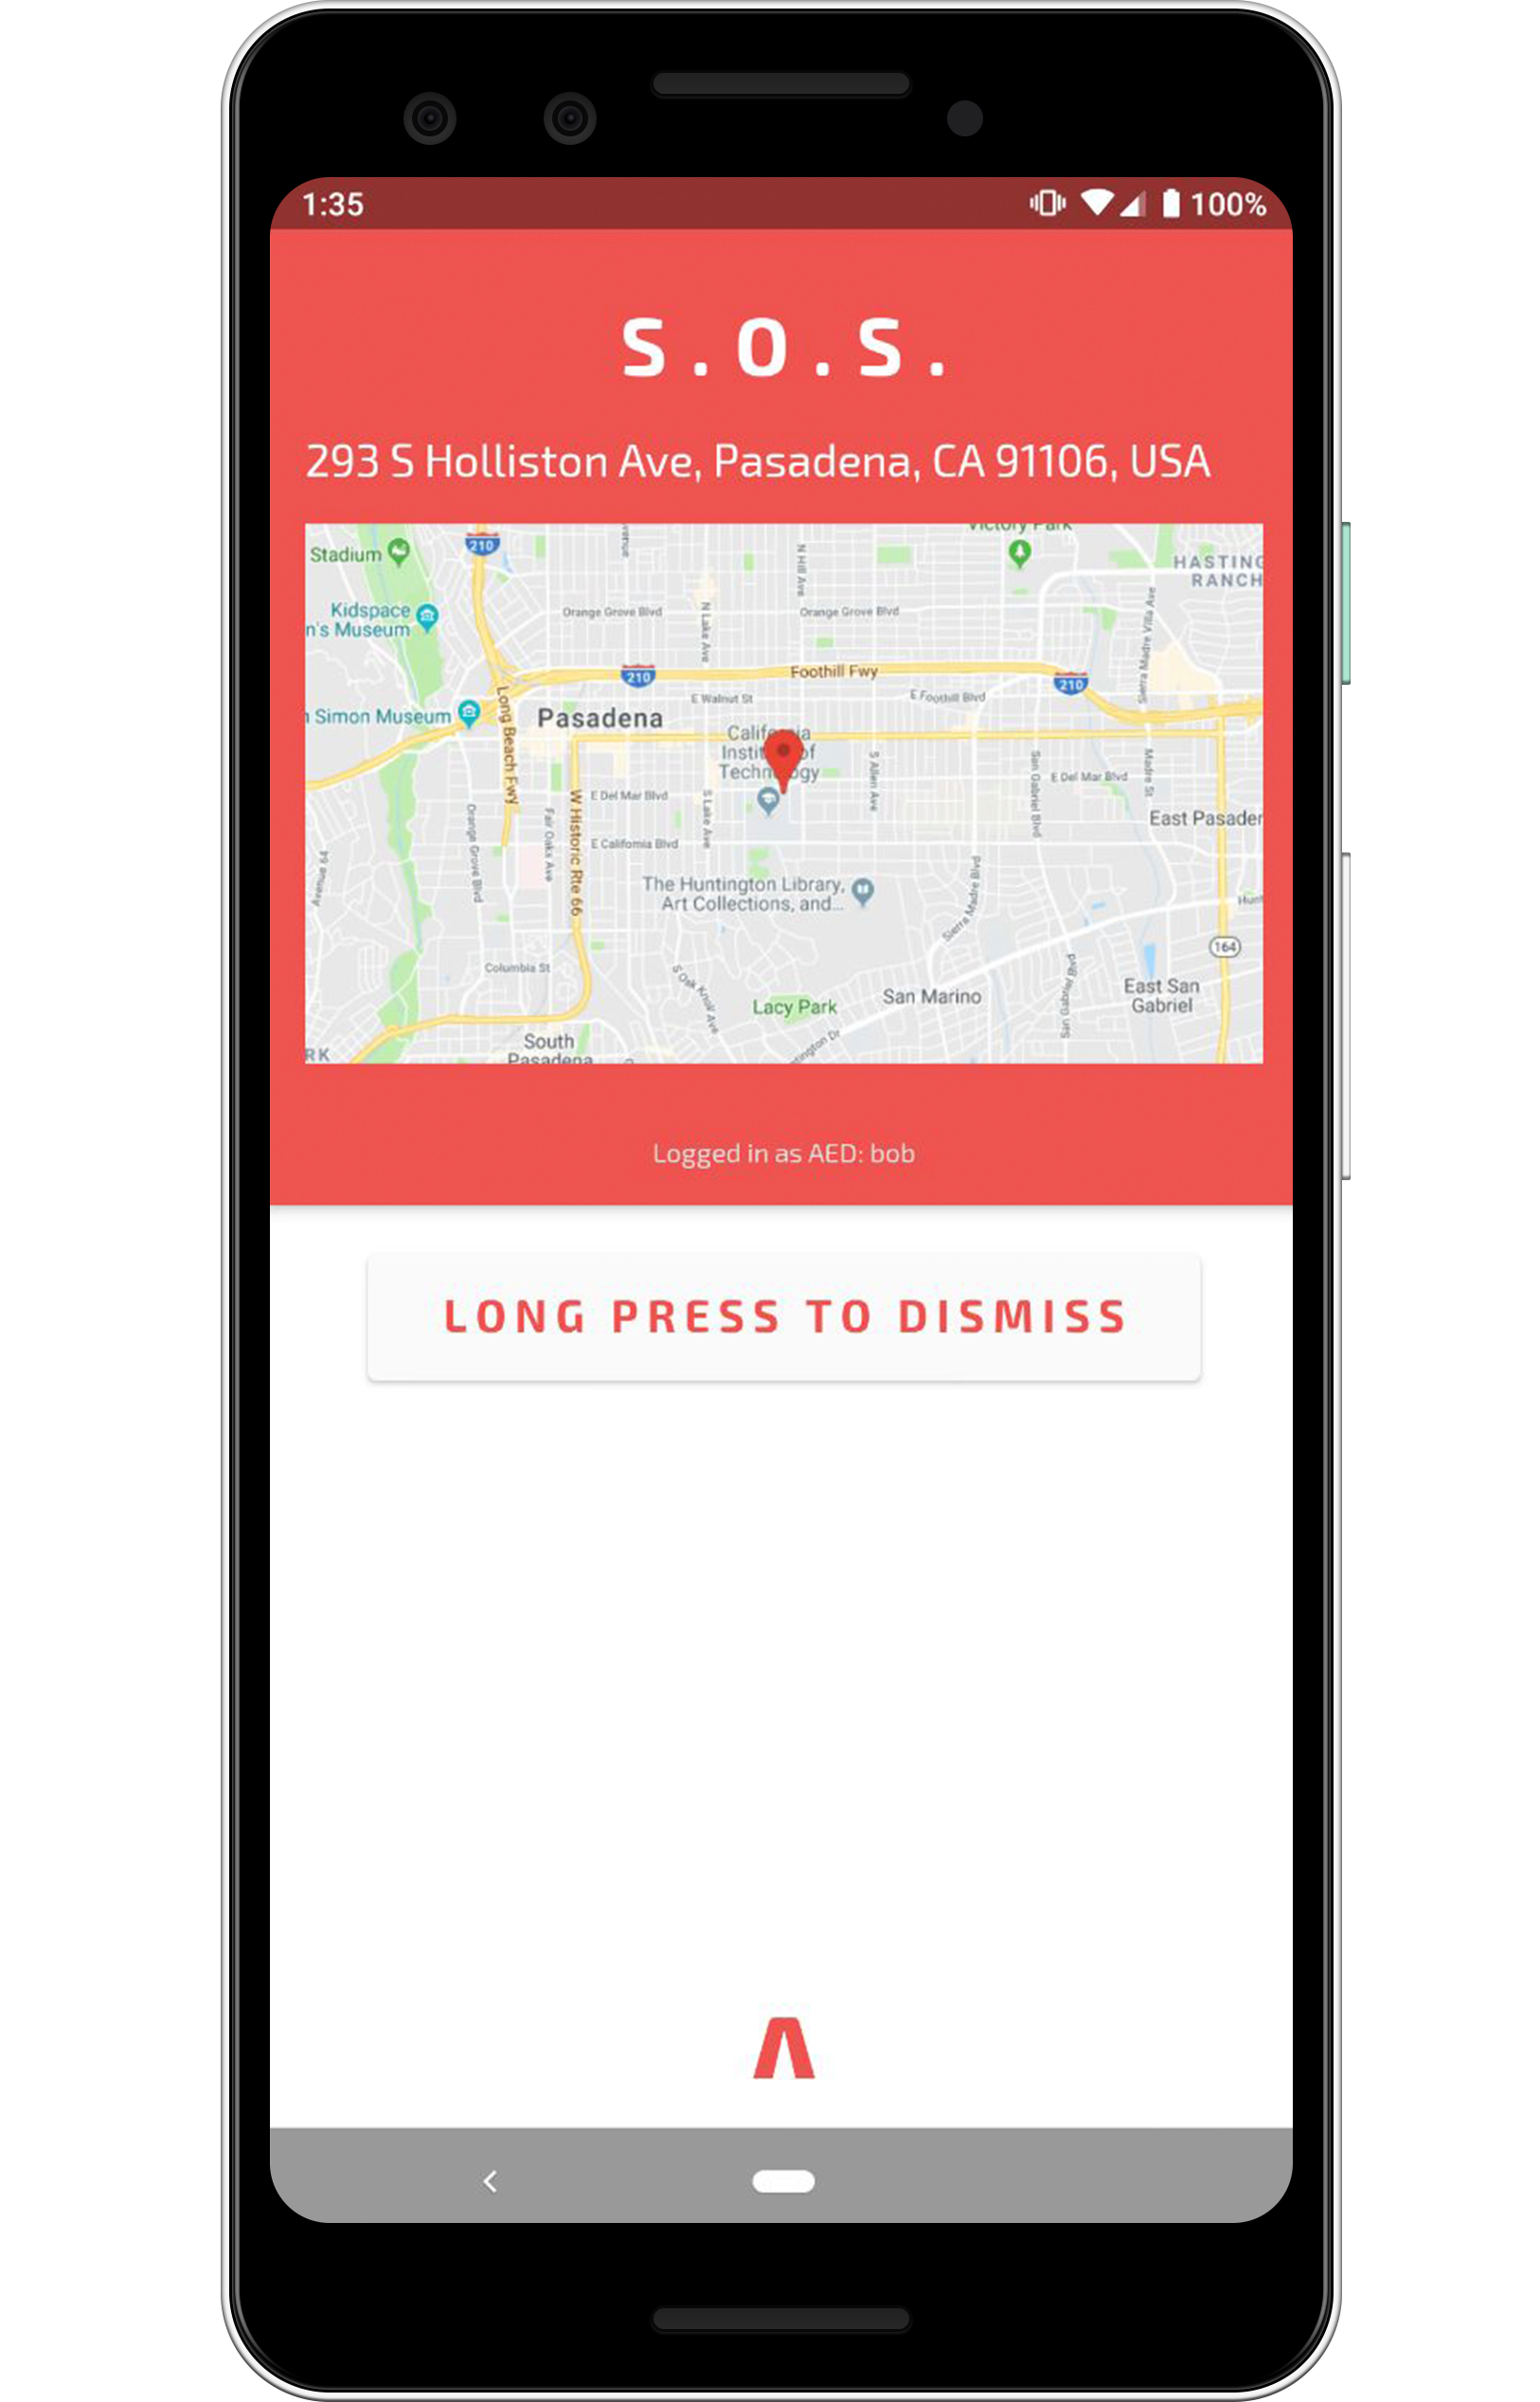 1:35
100%
S.O.S.
293 S Holliston Ave, Pasadena, CA 91106, USA
Victory Park
Stadium
210
HASTING
RANCH
N Hill Ave
Kidspace
n's Museum
Orange Grove Blvd
N Lake Ave
Orange Grove Blvd
Sierra Madre Villa Ave
210
Foothill Fwy
210
E Walnut St
E Foothill Blvd
Simon Museum
Long Beach Fwy
Pasadena
California
Institute of
Technology
S Allen Ave
San Gabriel Blvd
E Del Mar Blvd
Madre St
E Del Mar Blvd
W Historic Rte 66
S Lake Ave
Orange Grove Blvd
Fair Oaks Ave
East Pasaden
E California Blvd
Avenue 64
The Huntington Library,
Art Collections, and...
Sierra Madre Blvd
Hunt
164
Columbia St
S Oak Knoll Ave
San Gabriel Blvd
San Marino
East San
Gabriel
Lacy Park
ntington Dr
South
Pasadena
RK
Logged in as AED: bob
LONG PRESS TO DISMISS